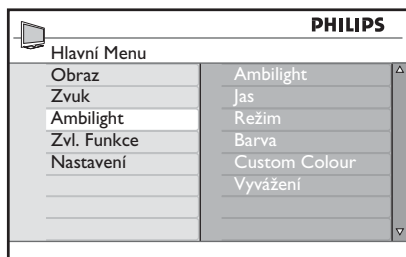 PHILIPS
Hlavní Menu
Obraz
Zvuk
Ambilight
Zvl. Funkce
Nastavení
Ambilight
Jas
Režim
Barva
Custom Colour
Vyvážení